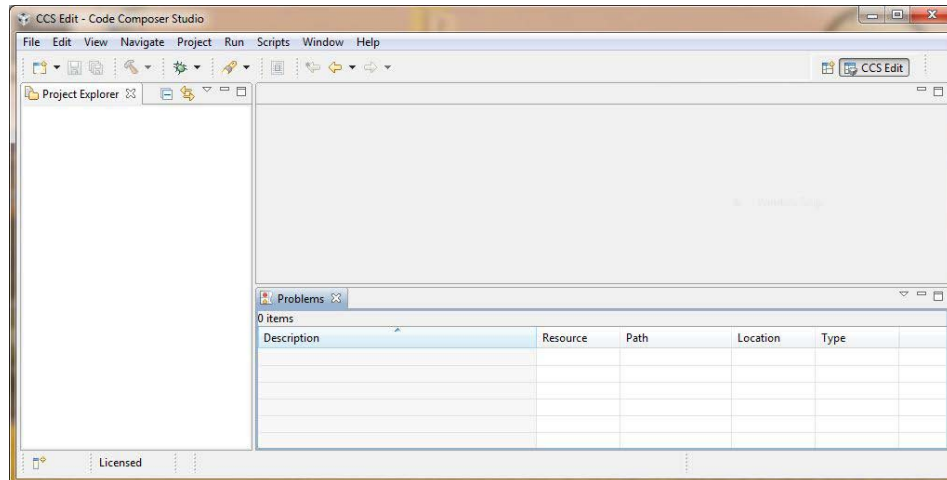 CCS Edit - Code Composer Studio
File Edit View Navigate Project Run Scripts Window Help
CCS Edit
Project Explorer
Problems
0 items
Description Resource Path Location Type
Licensed